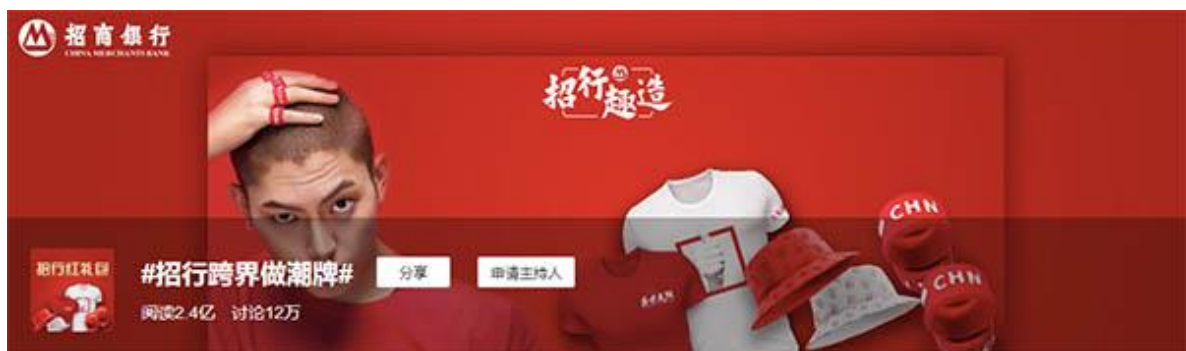 招商银行
CHINA MERCHANTS BANK
招行趣造
CHN
CHN
招行红礼包
#招行跨界做潮牌#
分享
申请主持人
阅读2.4亿 讨论12万